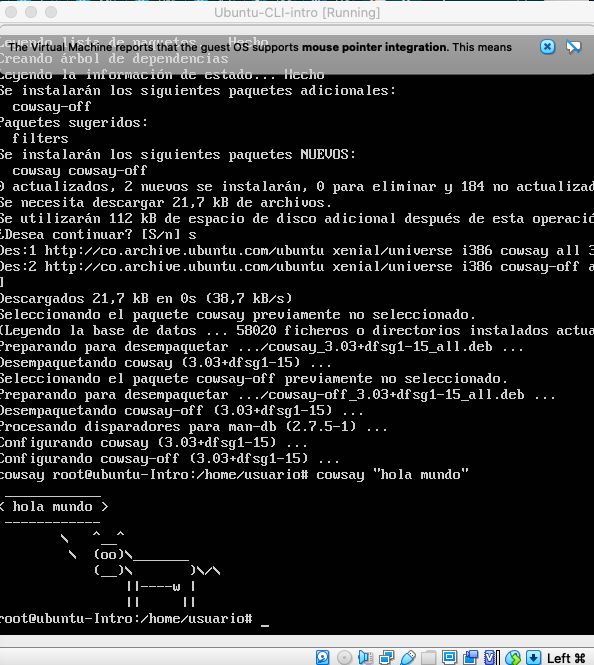 Ubuntu-CLI-intro [Running]
Leyendo lista de paquetes... Hecho
The Virtual Machine reports that the guest OS supports mouse pointer integration. This means
Creando árbol de dependencias
Leyendo la información de estado... Hecho
Se instalarán los siguientes paquetes adicionales:
  cowsay-off
Paquetes sugeridos:
  filters
Se instalarán los siguientes paquetes NUEVOS:
  cowsay cowsay-off
0 actualizados, 2 nuevos se instalarán, 0 para eliminar y 184 no actualizad
Se necesita descargar 21,7 kB de archivos.
Se utilizarán 112 kB de espacio de disco adicional después de esta operació
¿Desea continuar? [S/n] s
Des:1 http://co.archive.ubuntu.com/ubuntu xenial/universe i386 cowsay all 3
Des:2 http://co.archive.ubuntu.com/ubuntu xenial/universe i386 cowsay-off a
]
Descargados 21,7 kB en 0s (38,7 kB/s)
Seleccionando el paquete cowsay previamente no seleccionado.
(Leyendo la base de datos ... 58020 ficheros o directorios instalados actua
Preparando para desempaquetar .../cowsay_3.03+dfsg1-15_all.deb ...
Desempaquetando cowsay (3.03+dfsg1-15) ...
Seleccionando el paquete cowsay-off previamente no seleccionado.
Preparando para desempaquetar .../cowsay-off_3.03+dfsg1-15_all.deb ...
Desempaquetando cowsay-off (3.03+dfsg1-15) ...
Procesando disparadores para man-db (2.7.5-1) ...
Configurando cowsay (3.03+dfsg1-15) ...
Configurando cowsay-off (3.03+dfsg1-15) ...
cowsay root@ubuntu-Intro:/home/usuario# cowsay "hola mundo"
 ____________
< hola mundo >
 ------------
        \   ^__^
         \  (oo)\_______
            (__)\       )\/\
                ||----w |
                ||     ||
root@ubuntu-Intro:/home/usuario# _
Left ⌘